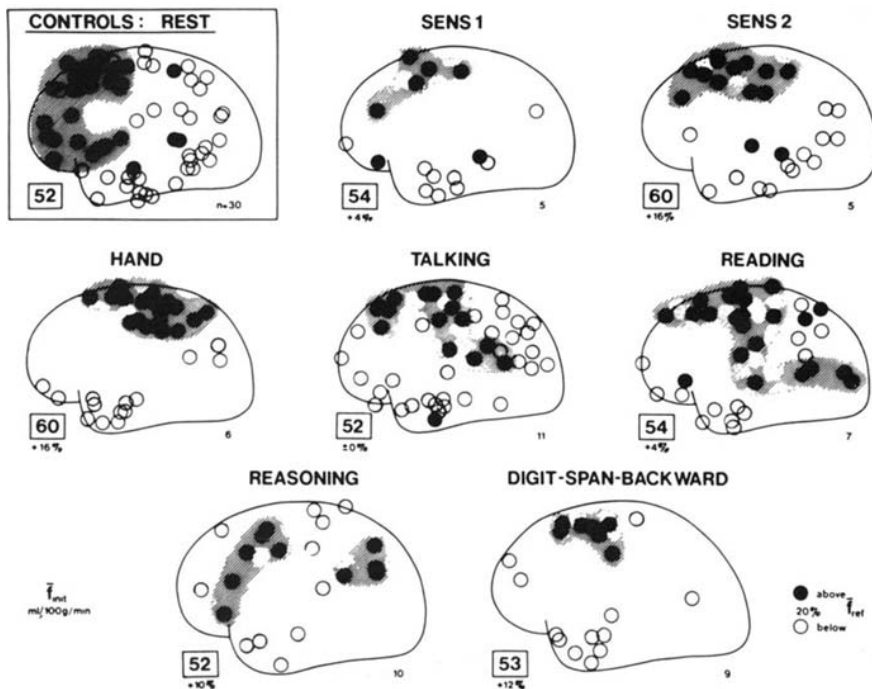 CONTROLS: REST
52
n=30
SENS 1
54
+4%
5
SENS 2
60
+16%
5
HAND
60
+16%
6
TALKING
52
±0%
11
READING
54
+4%
7
REASONING
52
+10%
10
DIGIT-SPAN-BACKWARD
53
+12%
9
f̄init
ml/100g/min
above
20% f̄ref
below